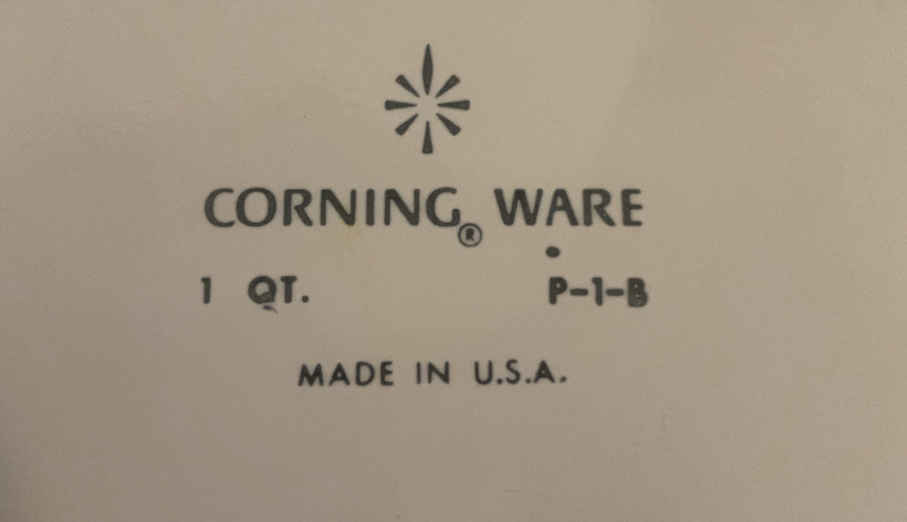 CORNING® WARE
1 QT. P-1-B
MADE IN U.S.A.